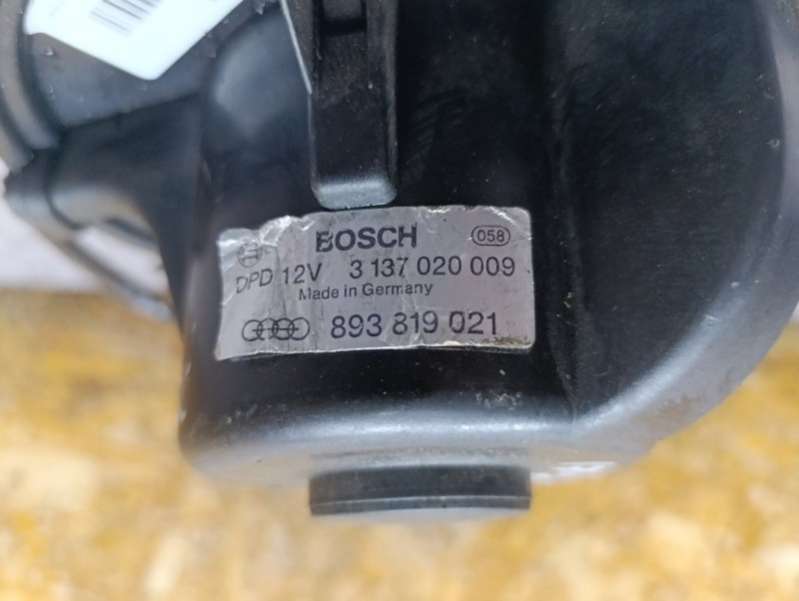 BOSCH 058
DPD 12V 3 137 020 009
Made in Germany
893 819 021